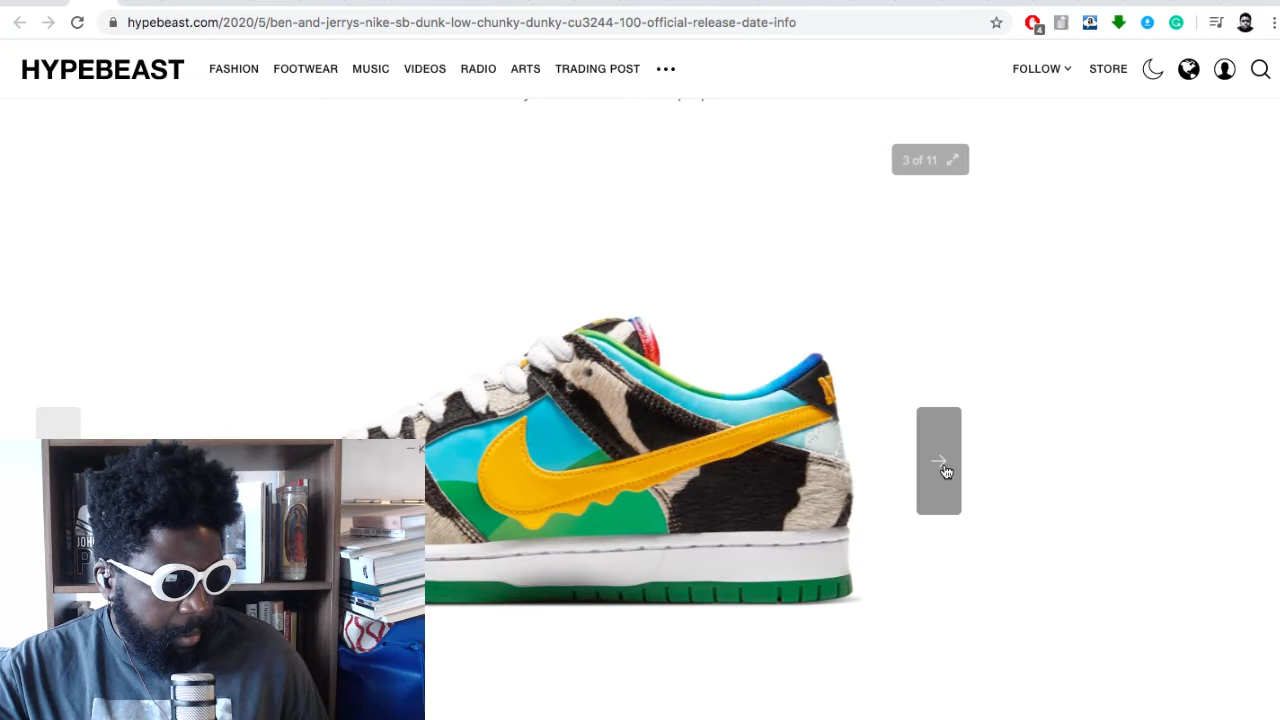 hypebeast.com/2020/5/ben-and-jerrys-nike-sb-dunk-low-chunky-dunky-cu3244-100-official-release-date-info
4
HYPEBEAST FASHION FOOTWEAR MUSIC VIDEOS RADIO ARTS TRADING POST ••• FOLLOW STORE
3 of 11